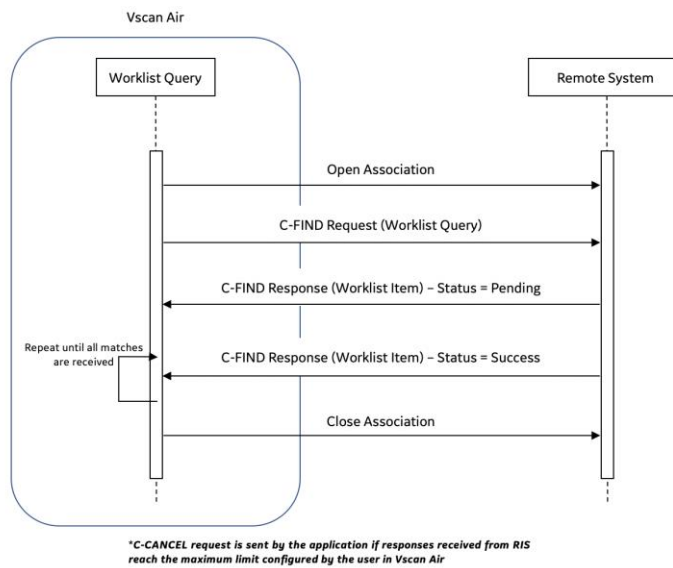 Vscan Air
Worklist Query
Remote System
Open Association
C-FIND Request (Worklist Query)
C-FIND Response (Worklist Item) – Status = Pending
Repeat until all matches
are received
C-FIND Response (Worklist Item) – Status = Success
Close Association
*C-CANCEL request is sent by the application if responses received from RIS
reach the maximum limit configured by the user in Vscan Air